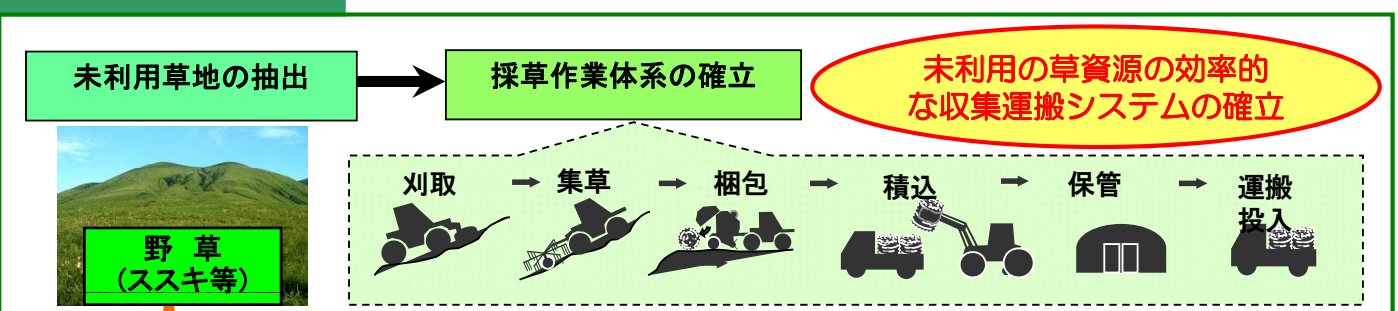 未利用草地の抽出
採草作業体系の確立
未利用の草資源の効率的
な収集運搬システムの確立
野 草
(ススキ等)
刈取
集草
梱包
積込
保管
運搬
投入